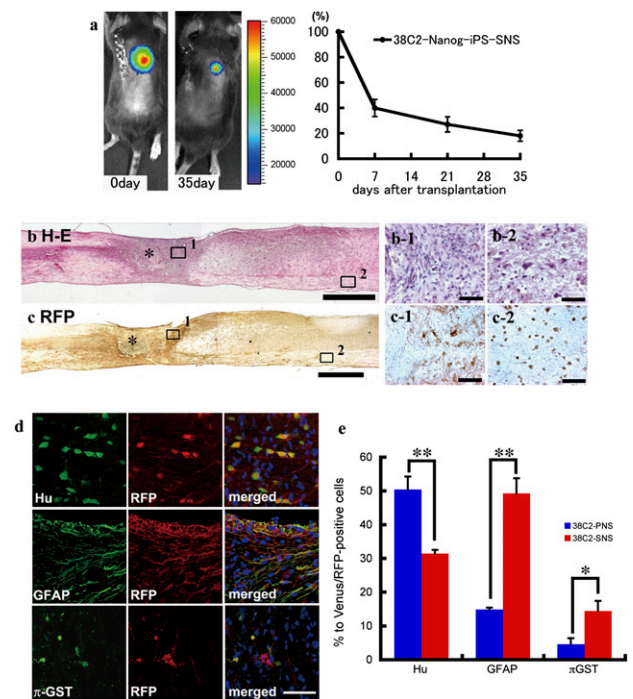 a
0day
35day
60000
50000
40000
30000
20000
(%)
100
80
60
40
20
0
38C2-Nanog-iPS-SNS
0 7 14 21 28 35
days after transplantation
b H-E
*
1
2
b-1
b-2
c RFP
*
1
2
c-1
c-2
d
Hu
RFP
merged
GFAP
RFP
merged
π-GST
RFP
merged
e
% to Venus/RFP-positive cells
60
50
40
30
20
10
0
**
**
*
38C2-PNS
38C2-SNS
Hu
GFAP
πGST